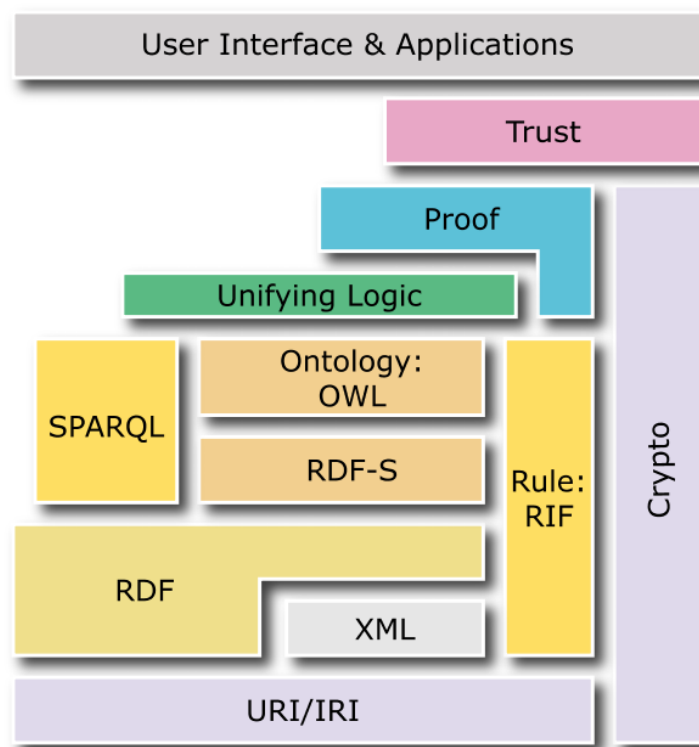 User Interface & Applications
Trust
Proof
Unifying Logic
Ontology:
OWL
SPARQL
RDF-S
Rule:
RIF
Crypto
RDF
XML
URI/IRI